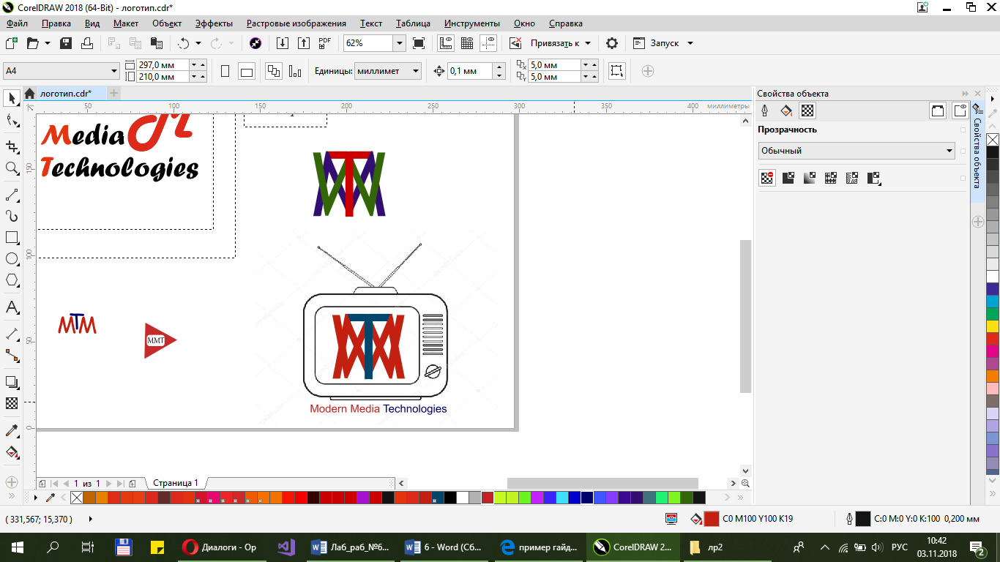 CorelDRAW 2018 (64-Bit) - логотип.cdr*
Файл Правка Вид Макет Объект Эффекты Растровые изображения Текст Таблица Инструменты Окно Справка
PDF 62% Привязать к Запуск
A4 297,0 мм 210,0 мм Единицы: миллимет 0,1 мм 5,0 мм 5,0 мм
логотип.cdr*
50 100 150 200 250 300 350 400 миллиметры
150
100
50
0
Media M
Technologies
MTM
MMT
Modern Media Technologies
Свойства объекта
Прозрачность
Обычный
Свойства объекта
1 из 1 Страница 1
( 331,567; 15,370 ) C0 M100 Y100 K19 C:0 M:0 Y:0 K:100 0,200 мм
Диалоги - Op Лаб_раб_№6... 6 - Word (Сб... пример гайд... CorelDRAW 2... лр2 РУС 10:42
03.11.2018 2